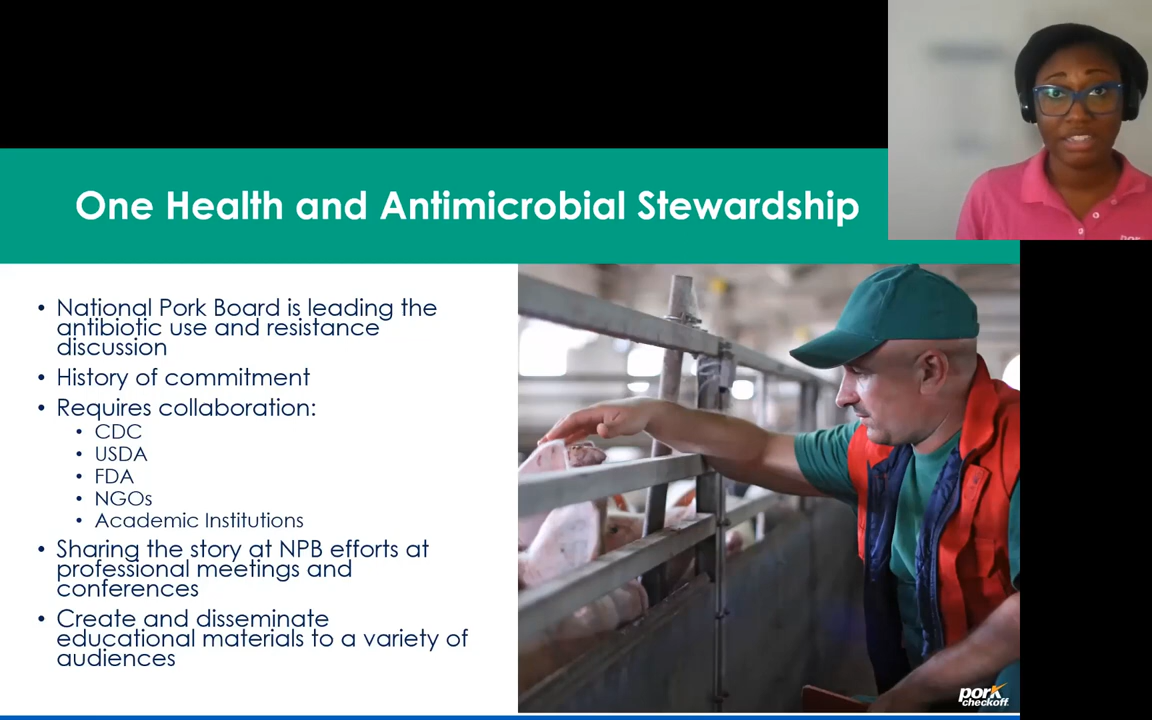 One Health and Antimicrobial Stewardship
• National Pork Board is leading the
antibiotic use and resistance
discussion
• History of commitment
• Requires collaboration:
• CDC
• USDA
• FDA
• NGOs
• Academic Institutions
• Sharing the story at NPB efforts at
professional meetings and
conferences
• Create and disseminate
educational materials to a variety of
audiences
pork
checkoff